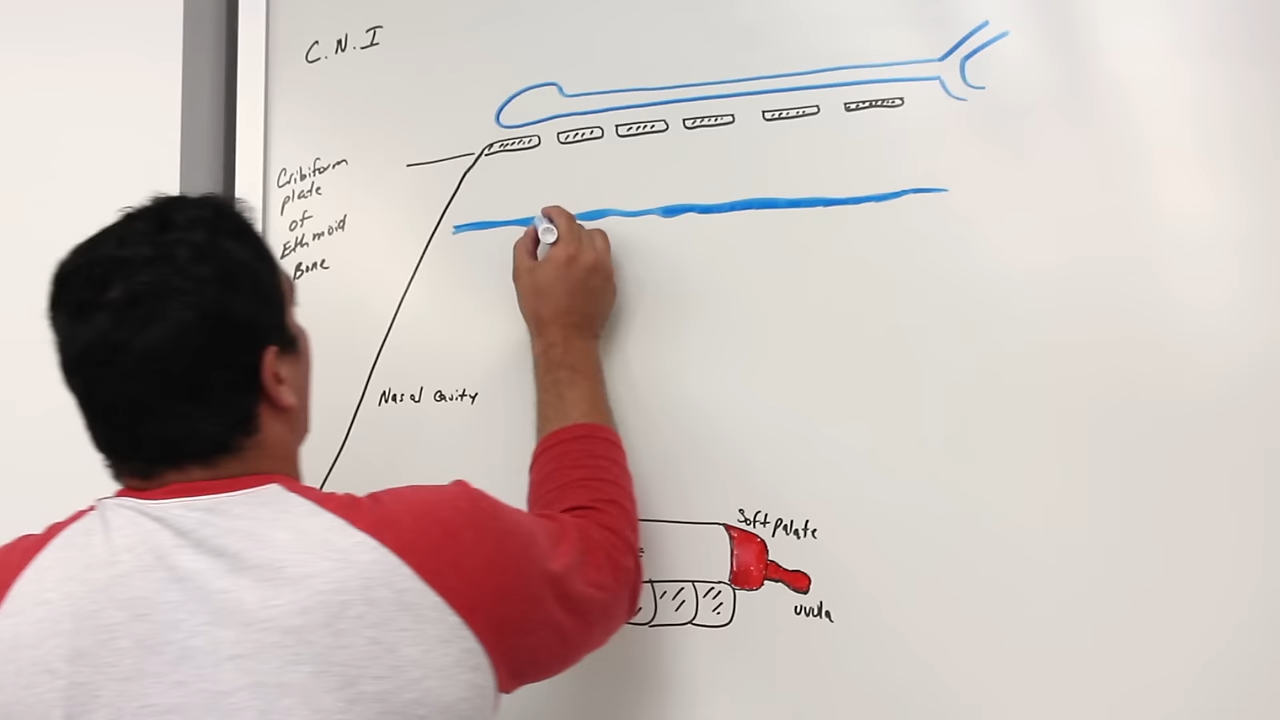 C.N.I
Cribiform
plate
of
Ethmoid
Bone
Nasal Cavity
Soft palate
uvula